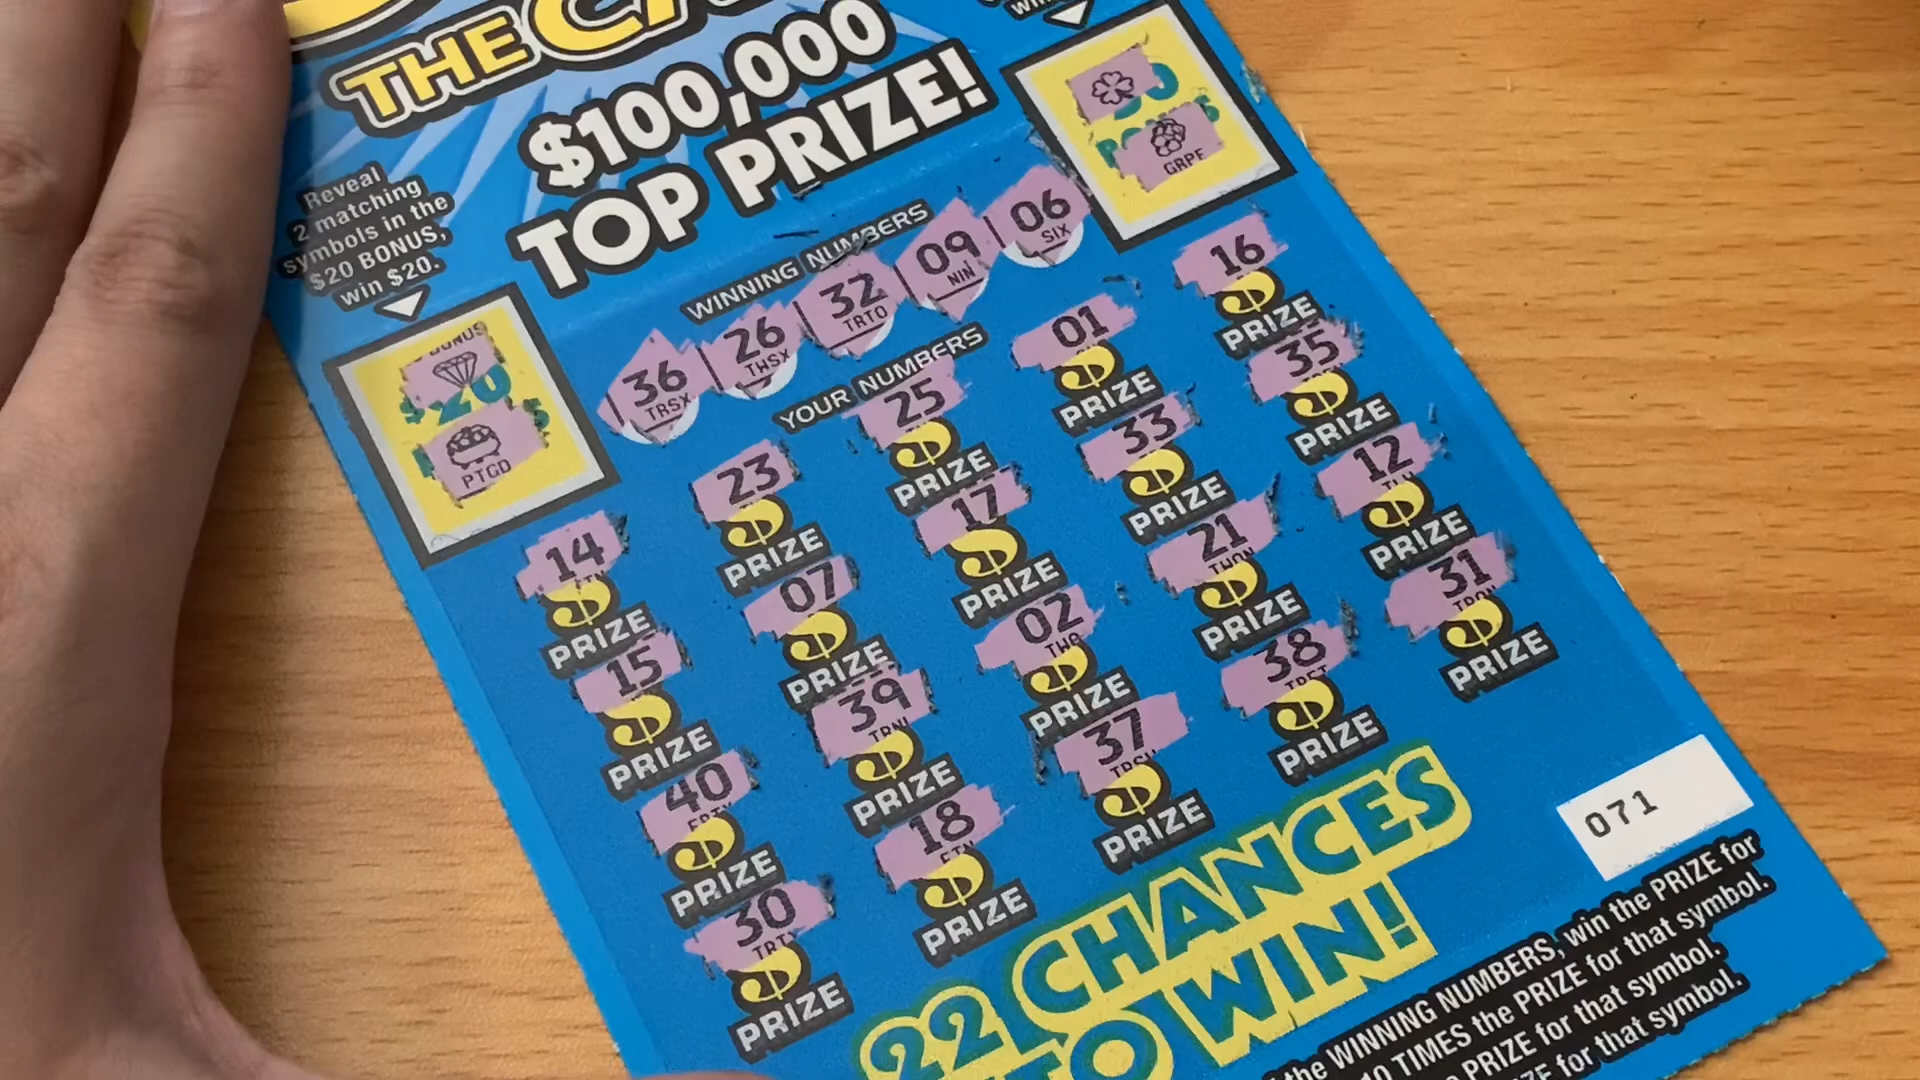 THE CA
$100,000
TOP PRIZE!
Reveal
2 matching
symbols in the
$20 BONUS,
win $20.
BONUS
$20
PTGD
GRPE
WINNING NUMBERS
36 26 32 09 06
TRSX TWSX TRTO NIN SIX
YOUR NUMBERS
14 23 25 01 16
PRIZE PRIZE PRIZE PRIZE PRIZE
15 07 17 33 35
PRIZE PRIZE PRIZE PRIZE PRIZE
40 39 02 21 12
PRIZE PRIZE PRIZE PRIZE PRIZE
30 18 37 38 31
PRIZE PRIZE PRIZE PRIZE PRIZE
22 CHANCES
TO WIN!
071
the WINNING NUMBERS, win the PRIZE for
10 TIMES the PRIZE for that symbol.
PRIZE for that symbol.
for that symbol.